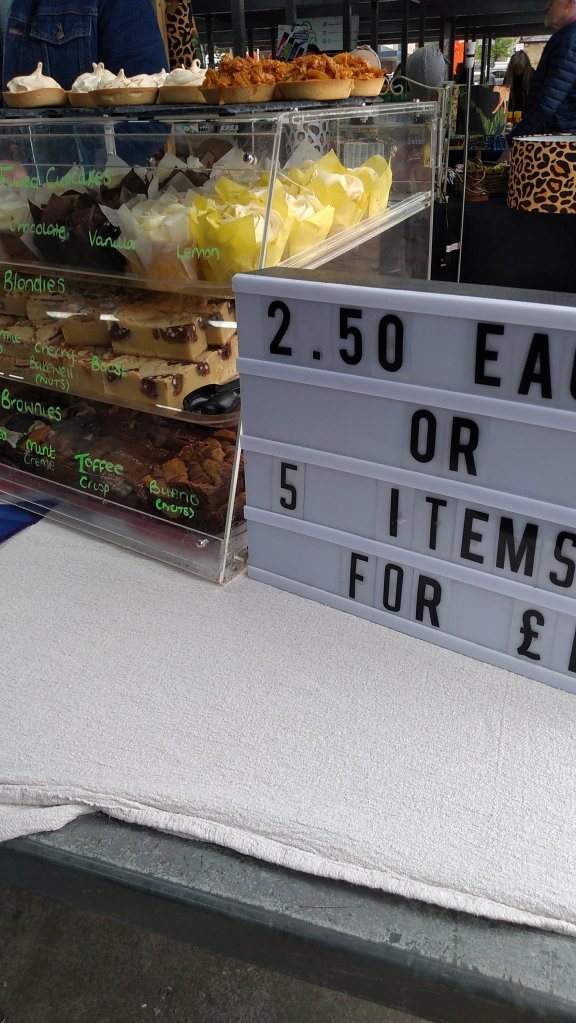 Cupcakes
Chocolate Vanilla Lemon
Blondies
Cherry Bakewell (NUTS)
Brownies
Mint Creme
Toffee Crisp
Bueno (NUTS)
2.50 EAC
OR
5 ITEMS
FOR £